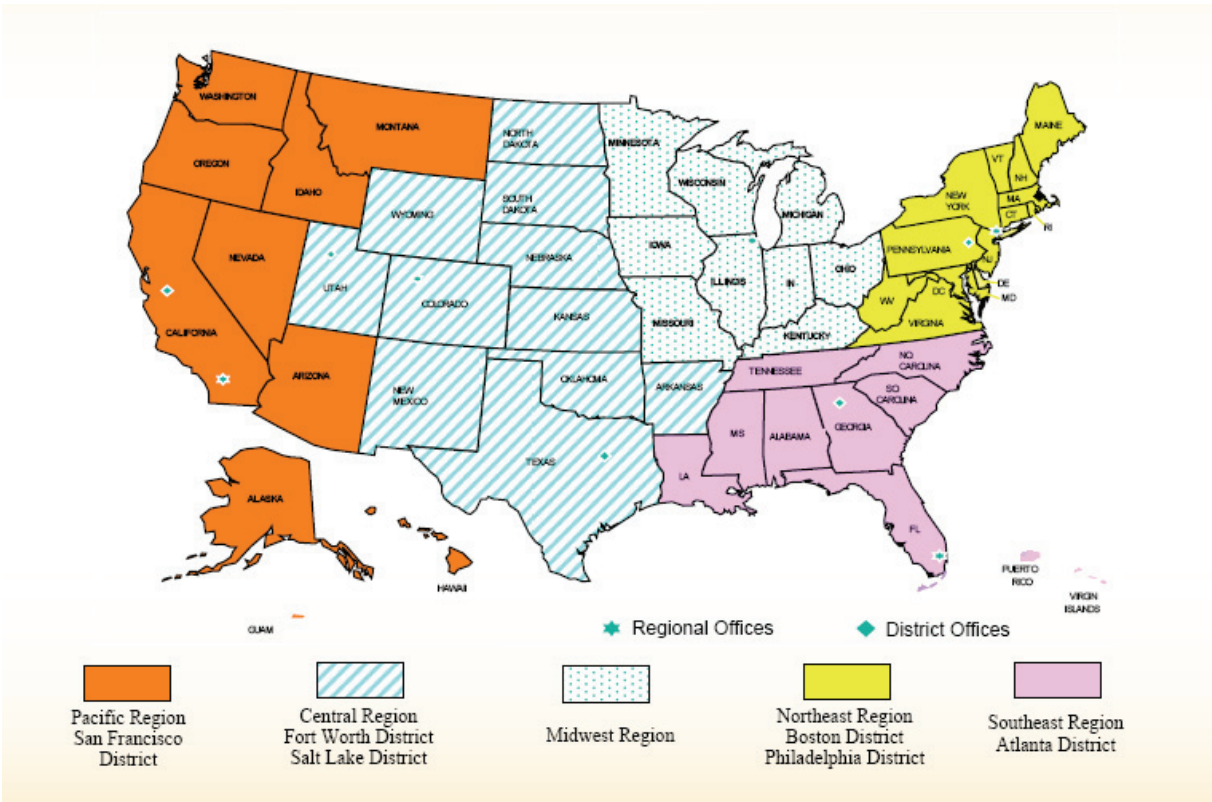 WASHINGTON
MONTANA
NORTH
DAKOTA
MINNESOTA
MAINE
OREGON
IDAHO
WYOMING
SOUTH
DAKOTA
WISCONSIN
MICHIGAN
VT
NH
NEW
YORK
MA
CT
RI
NEVADA
UTAH
COLORADO
NEBRASKA
IOWA
ILLINOIS
IN
OHIO
PENNSYLVANIA
NJ
DE
MD
DC
WV
VIRGINIA
CALIFORNIA
KANSAS
MISSOURI
KENTUCKY
ARIZONA
NEW
MEXICO
OKLAHOMA
ARKANSAS
TENNESSEE
NO
CAROLINA
SO
CAROLINA
TEXAS
LA
MS
ALABAMA
GEORGIA
FL
ALASKA
HAWAII
GUAM
PUERTO
RICO
VIRGIN
ISLANDS
Regional Offices
District Offices
Pacific Region
San Francisco
District
Central Region
Fort Worth District
Salt Lake District
Midwest Region
Northeast Region
Boston District
Philadelphia District
Southeast Region
Atlanta District